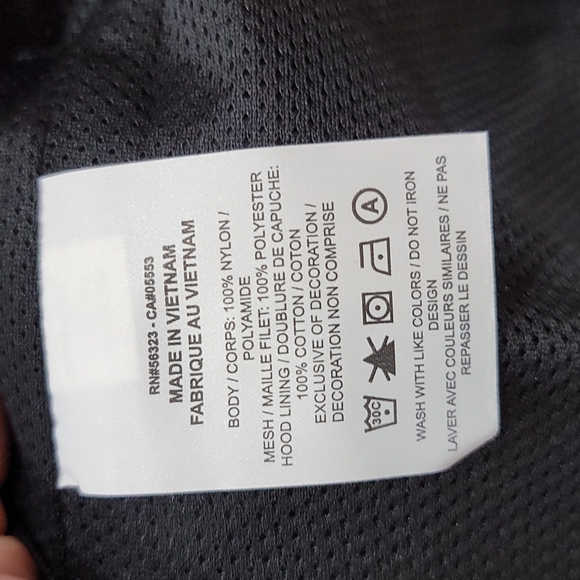 RN#56323 - CA#05553
MADE IN VIETNAM
FABRIQUE AU VIETNAM
BODY / CORPS: 100% NYLON /
POLYAMIDE
MESH / MAILLE FILET: 100% POLYESTER
HOOD LINING / DOUBLURE DE CAPUCHE:
100% COTTON / COTON
EXCLUSIVE OF DECORATION /
DECORATION NON COMPRISE
30C A
WASH WITH LIKE COLORS / DO NOT IRON
DESIGN
LAVER AVEC COULEURS SIMILAIRES / NE PAS
REPASSER LE DESSIN